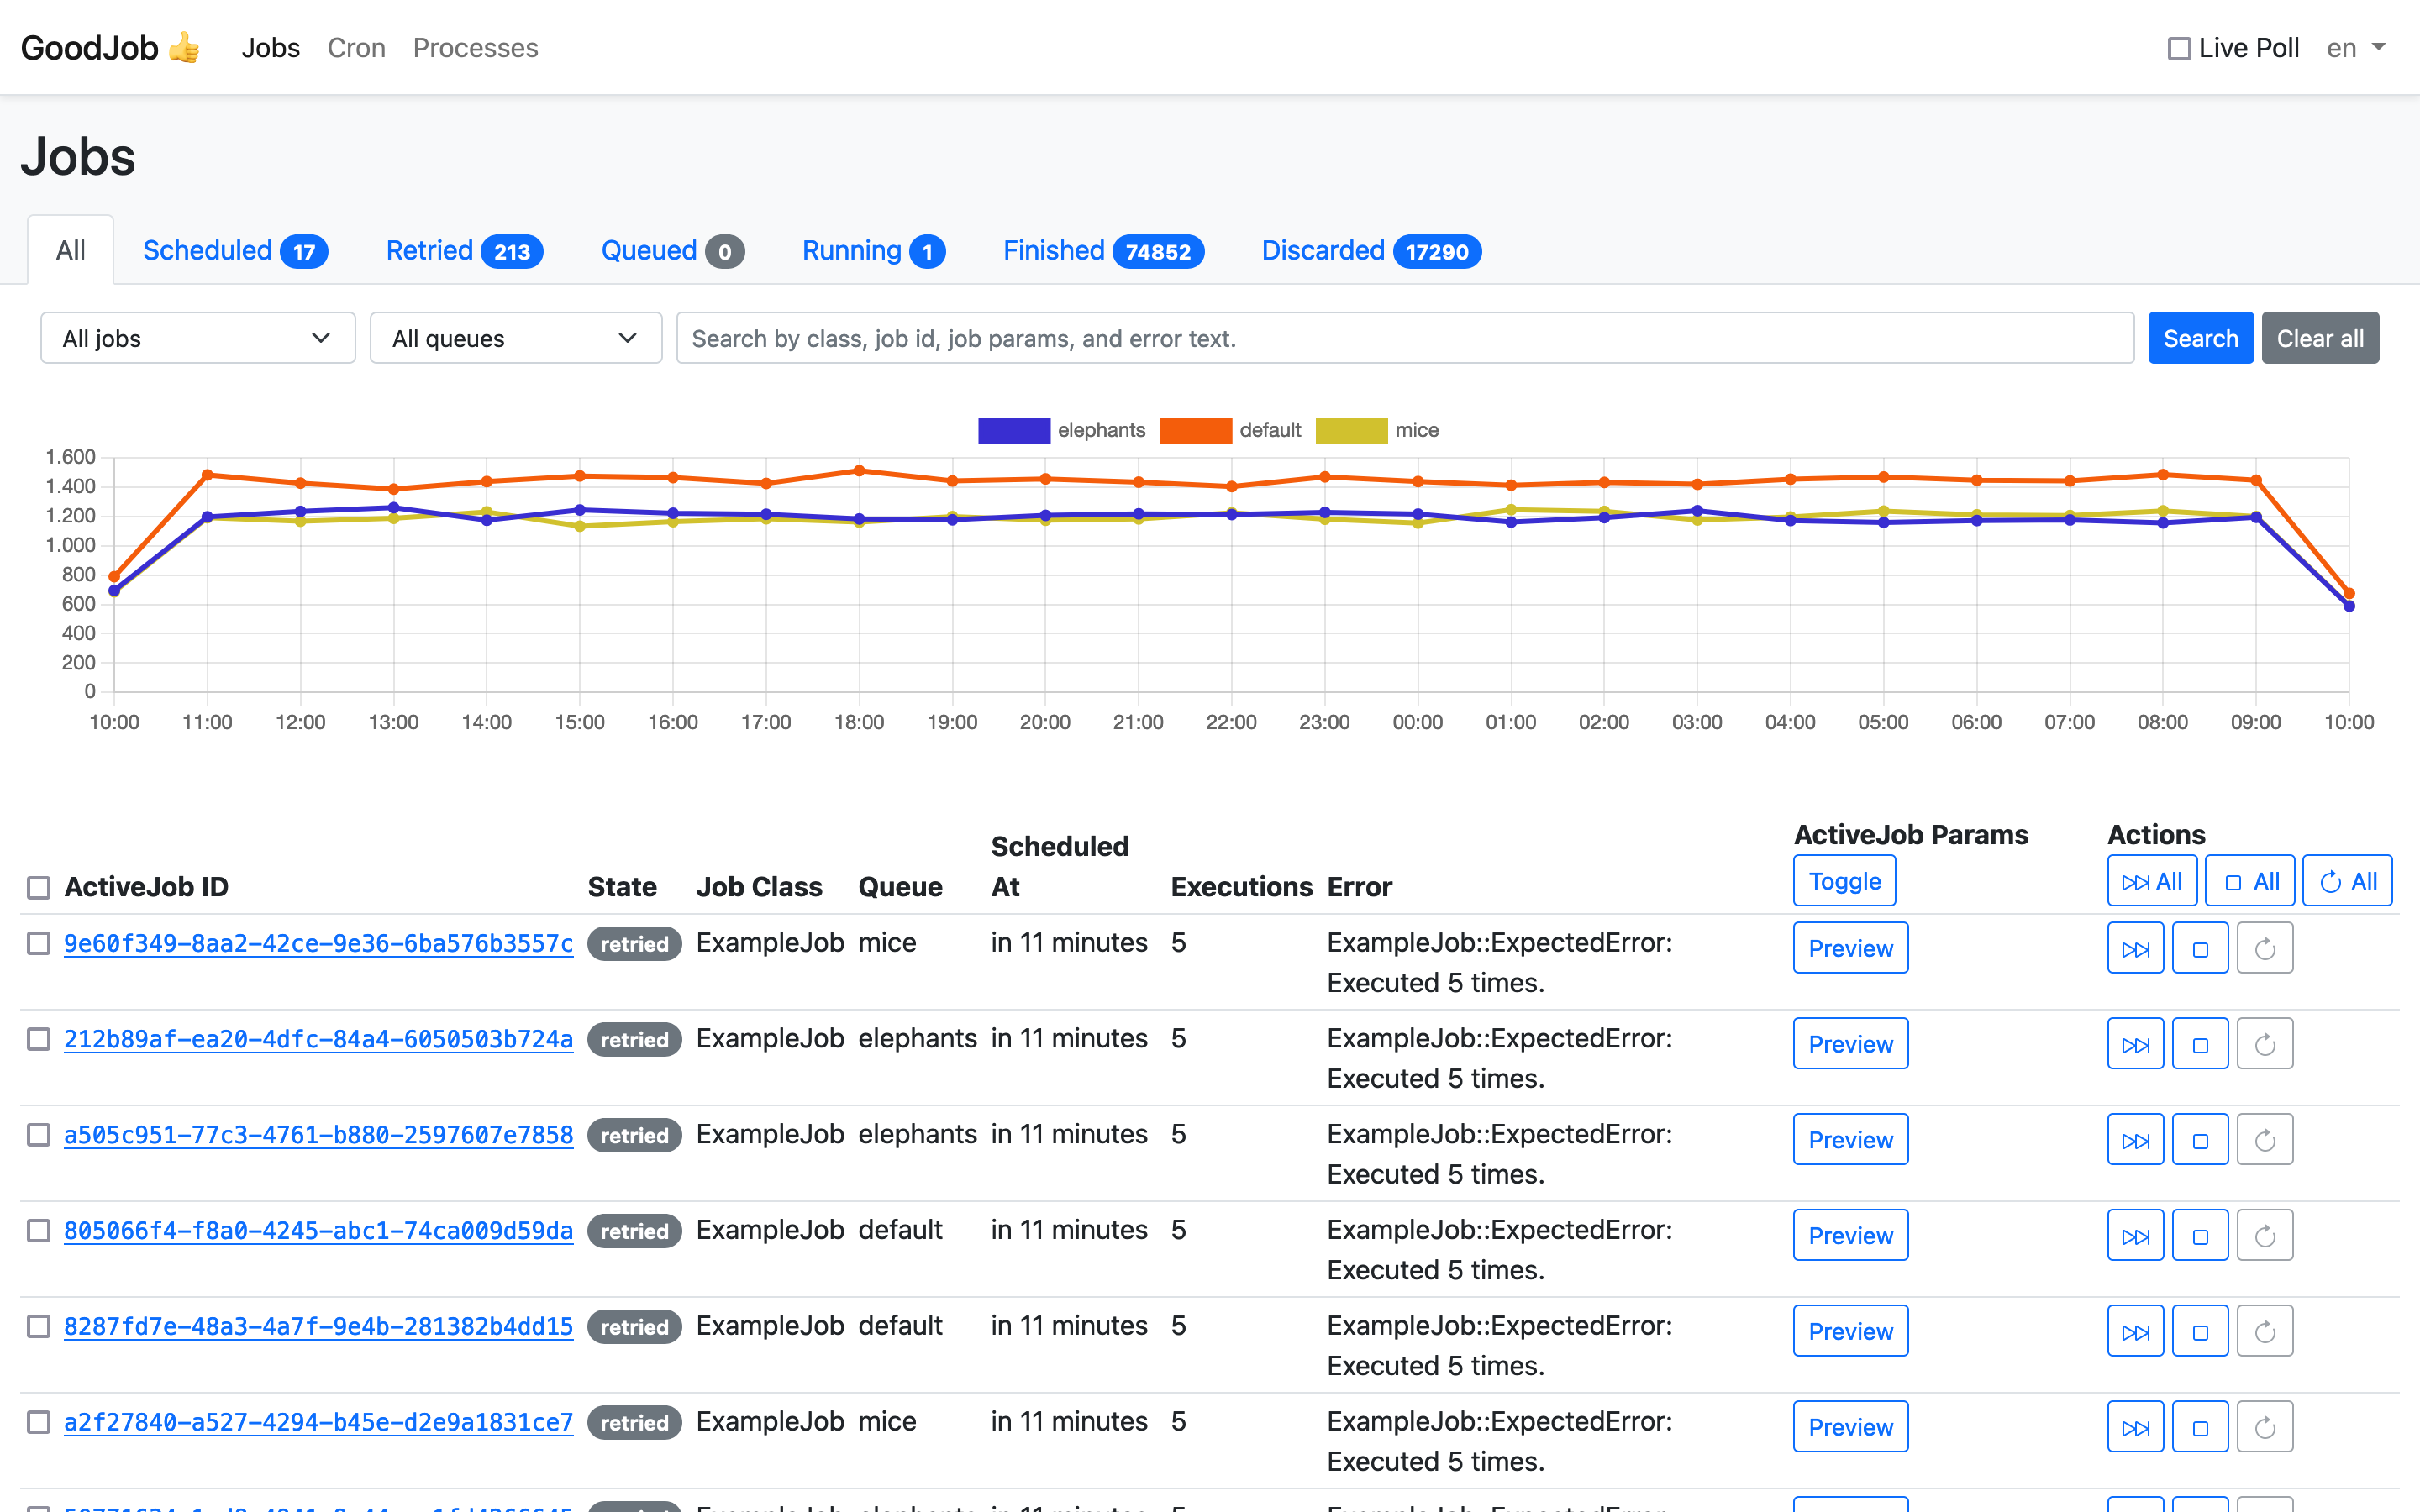 GoodJob 👍 Jobs Cron Processes Live Poll en
Jobs
All Scheduled 17 Retried 213 Queued 0 Running 1 Finished 74852 Discarded 17290
All jobs All queues Search by class, job id, job params, and error text. Search Clear all
elephants default mice
1.600
1.400
1.200
1.000
800
600
400
200
0
10:00 11:00 12:00 13:00 14:00 15:00 16:00 17:00 18:00 19:00 20:00 21:00 22:00 23:00 00:00 01:00 02:00 03:00 04:00 05:00 06:00 07:00 08:00 09:00 10:00
ActiveJob ID State Job Class Queue Scheduled At Executions Error ActiveJob Params Toggle Actions All All All
9e60f349-8aa2-42ce-9e36-6ba576b3557c retried ExampleJob mice in 11 minutes 5 ExampleJob::ExpectedError: Preview
Executed 5 times.
212b89af-ea20-4dfc-84a4-6050503b724a retried ExampleJob elephants in 11 minutes 5 ExampleJob::ExpectedError: Preview
Executed 5 times.
a505c951-77c3-4761-b880-2597607e7858 retried ExampleJob elephants in 11 minutes 5 ExampleJob::ExpectedError: Preview
Executed 5 times.
805066f4-f8a0-4245-abc1-74ca009d59da retried ExampleJob default in 11 minutes 5 ExampleJob::ExpectedError: Preview
Executed 5 times.
8287fd7e-48a3-4a7f-9e4b-281382b4dd15 retried ExampleJob default in 11 minutes 5 ExampleJob::ExpectedError: Preview
Executed 5 times.
a2f27840-a527-4294-b45e-d2e9a1831ce7 retried ExampleJob mice in 11 minutes 5 ExampleJob::ExpectedError: Preview
Executed 5 times.